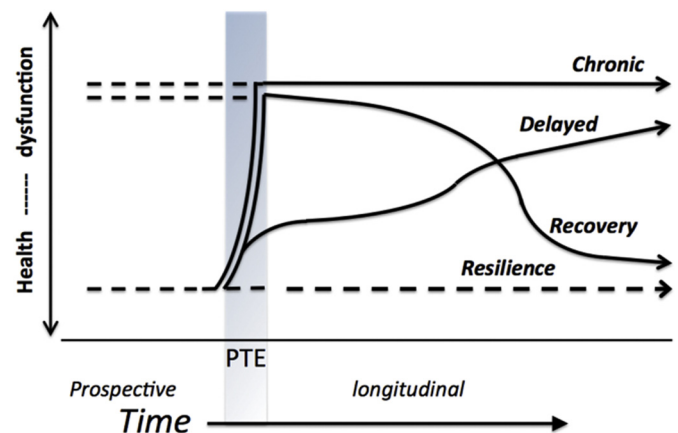 Health ------ dysfunction
Chronic
Delayed
Recovery
Resilience
PTE
Prospective
longitudinal
Time